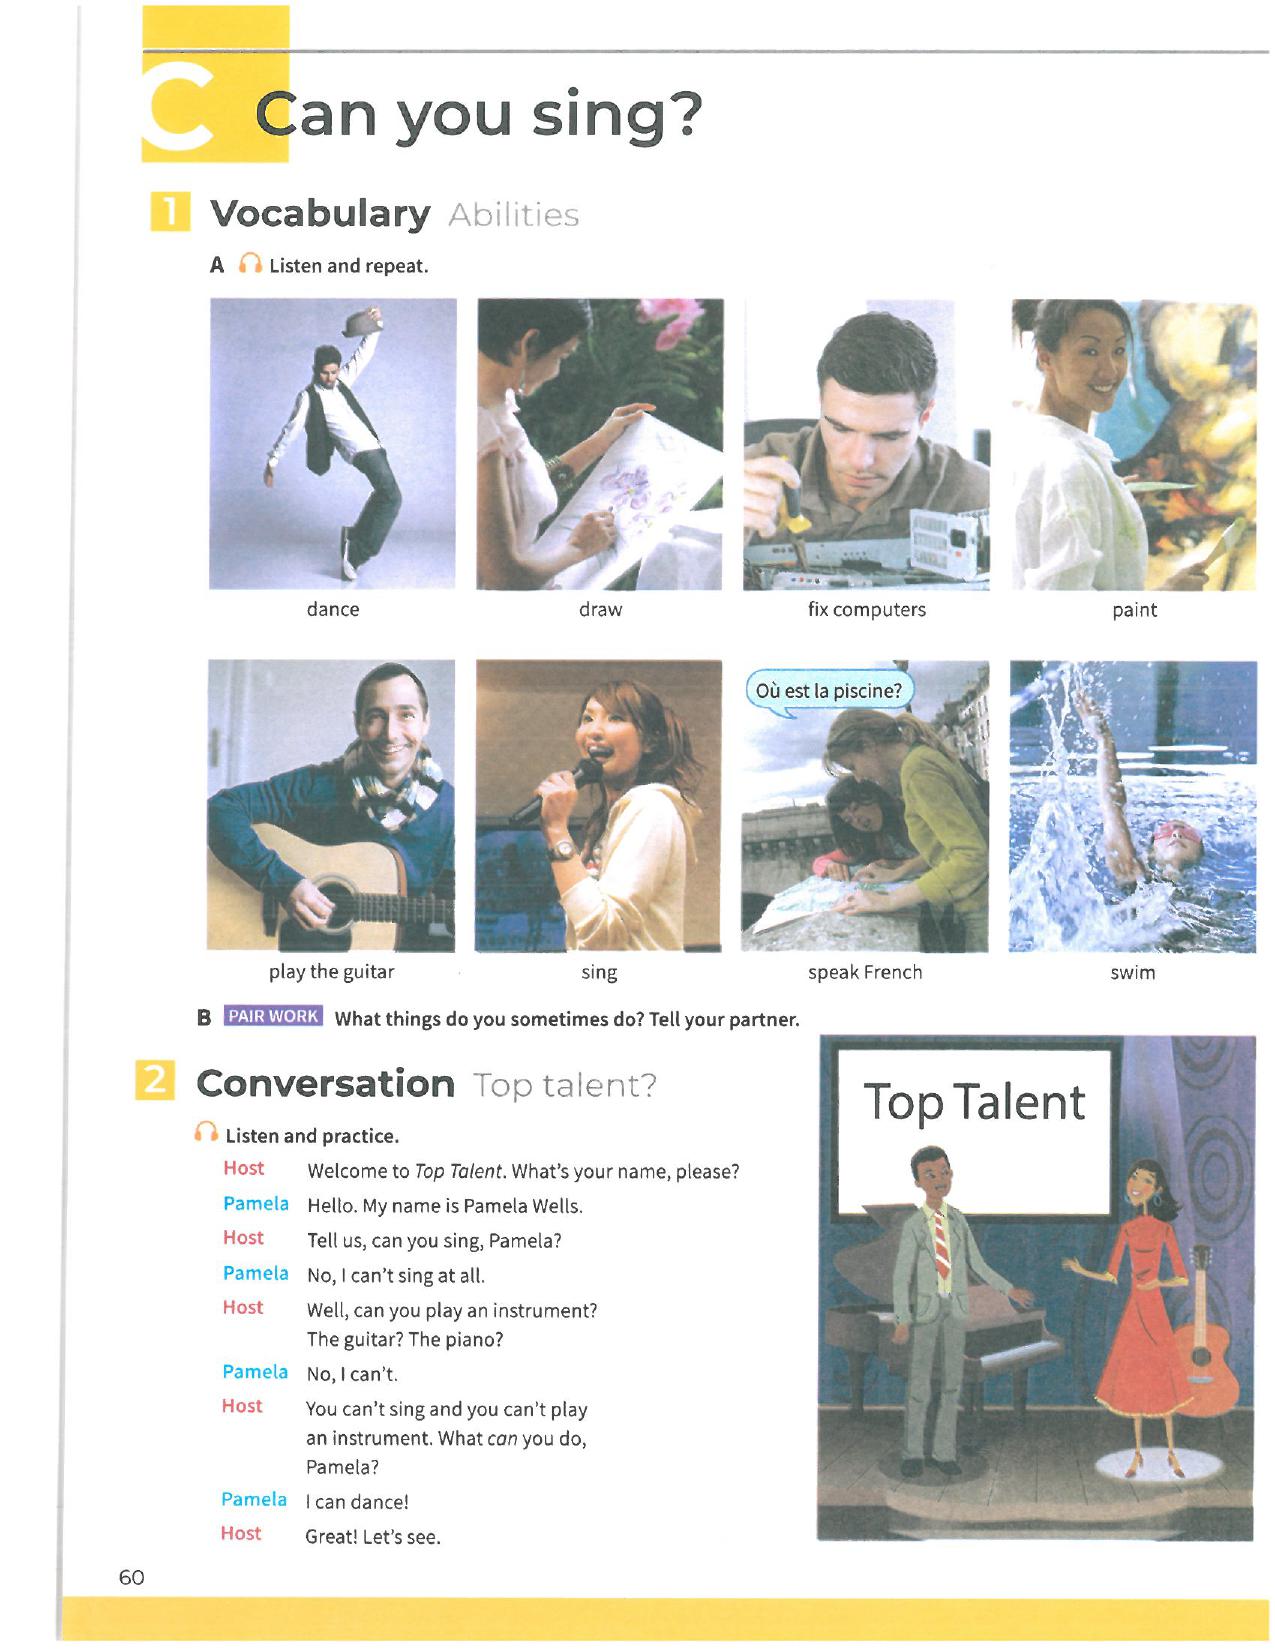 C Can you sing?
1 Vocabulary Abilities
A Listen and repeat.
dance draw fix computers paint
Où est la piscine?
play the guitar sing speak French swim
B PAIR WORK What things do you sometimes do? Tell your partner.
2 Conversation Top talent?
Listen and practice.
Host Welcome to Top Talent. What's your name, please?
Pamela Hello. My name is Pamela Wells.
Host Tell us, can you sing, Pamela?
Pamela No, I can't sing at all.
Host Well, can you play an instrument?
The guitar? The piano?
Pamela No, I can't.
Host You can't sing and you can't play
an instrument. What can you do,
Pamela?
Pamela I can dance!
Host Great! Let's see.
Top Talent
60